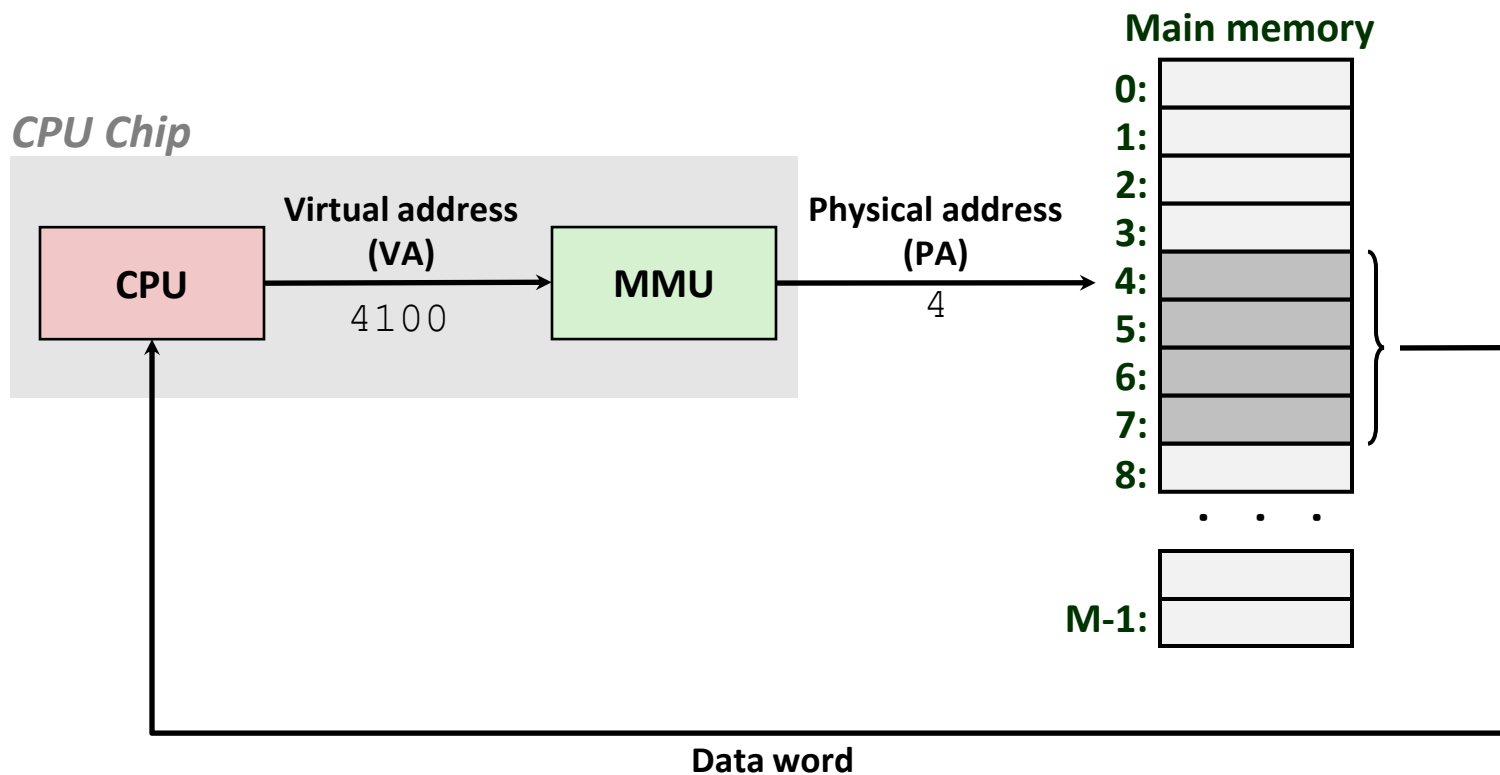 Main memory
0:
1:
CPU Chip
2:
Virtual address
(VA)
Physical address
(PA)
3:
CPU
MMU
4:
4100
4
5:
6:
7:
8:
. . .
M-1:
Data word